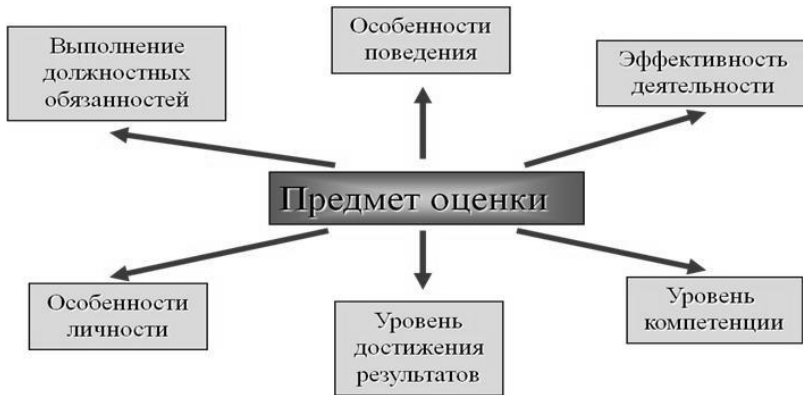 Выполнение
должностных
обязанностей
Особенности
поведения
Эффективность
деятельности
Предмет оценки
Особенности
личности
Уровень
достижения
результатов
Уровень
компетенции